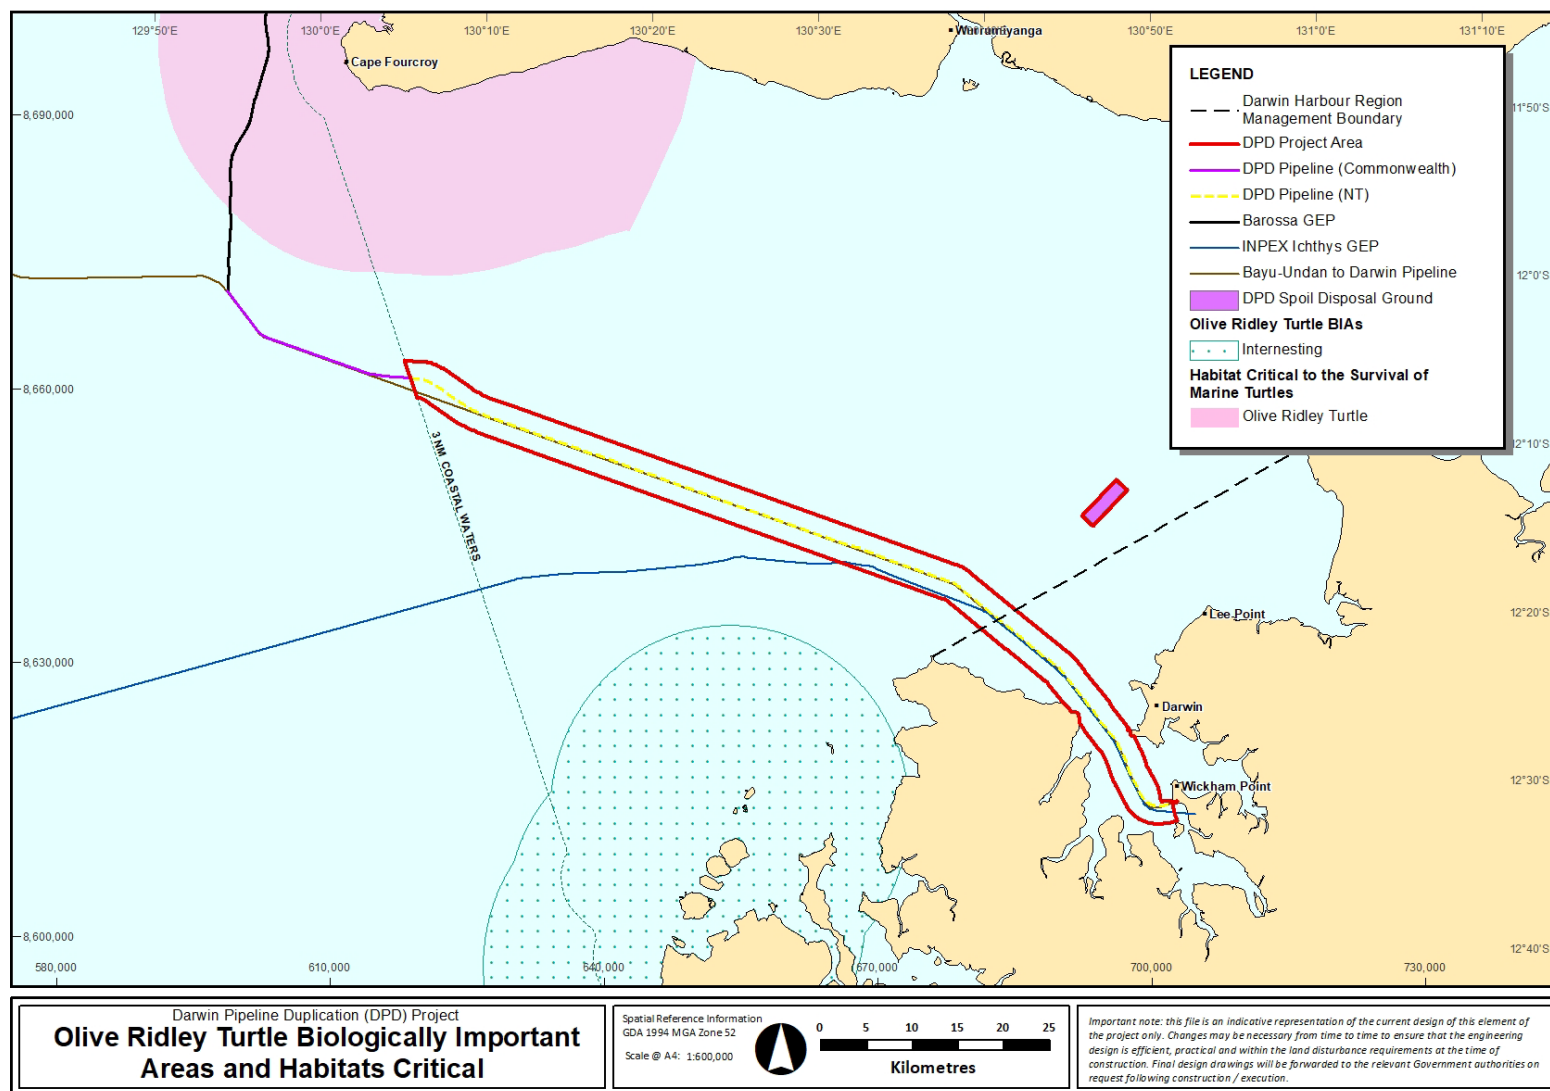 129°50'E
130°0'E
130°10'E
130°20'E
130°30'E
130°50'E
131°0'E
131°10'E
Wurrumiyanga
Cape Fourcroy
8,690,000
8,660,000
8,630,000
8,600,000
LEGEND
Darwin Harbour Region
Management Boundary
DPD Project Area
DPD Pipeline (Commonwealth)
DPD Pipeline (NT)
Barossa GEP
INPEX Ichthys GEP
Bayu-Undan to Darwin Pipeline
DPD Spoil Disposal Ground
Olive Ridley Turtle BIAs
Internesting
Habitat Critical to the Survival of
Marine Turtles
Olive Ridley Turtle
11°50'S
12°0'S
12°10'S
12°20'S
12°30'S
12°40'S
3 NM COASTAL WATERS
Lee Point
Darwin
Wickham Point
580,000
610,000
640,000
670,000
700,000
730,000
Darwin Pipeline Duplication (DPD) Project
Olive Ridley Turtle Biologically Important
Areas and Habitats Critical
Spatial Reference Information
GDA 1994 MGA Zone 52
Scale @ A4: 1:600,000
0 5 10 15 20 25
Kilometres
Important note: this file is an indicative representation of the current design of this element of
the project only. Changes may be necessary from time to time to ensure that the engineering
design is efficient, practical and within the land disturbance requirements at the time of
construction. Final design drawings will be forwarded to the relevant Government authorities on
request following construction / execution.